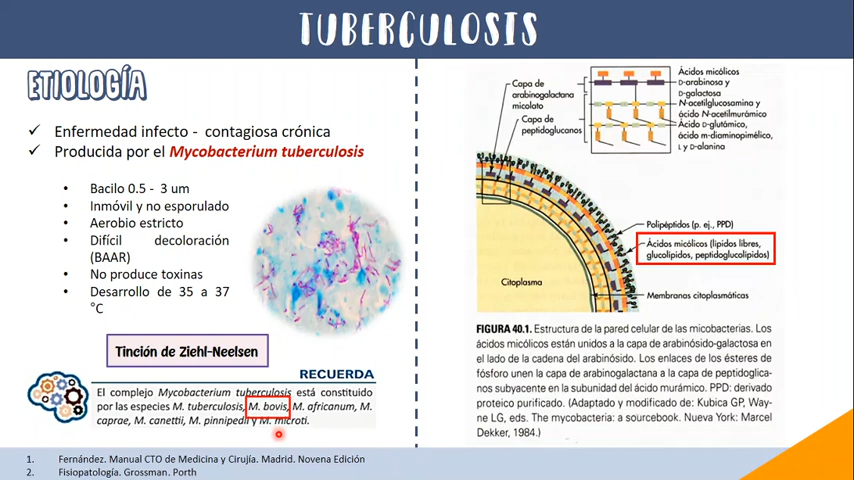 TUBERCULOSIS
ETIOLOGÍA
✓ Enfermedad infecto - contagiosa crónica
✓ Producida por el Mycobacterium tuberculosis
• Bacilo 0.5 - 3 um
• Inmóvil y no esporulado
• Aerobio estricto
• Difícil decoloración
(BAAR)
• No produce toxinas
• Desarrollo de 35 a 37
°C
Tinción de Ziehl-Neelsen
RECUERDA
El complejo Mycobacterium tuberculosis está constituido
por las especies M. tuberculosis, M. bovis, M. africanum, M.
caprae, M. canettii, M. pinnipedii y M. microti.
Capa de
arabinogalactana
micolato
Capa de
peptidoglucanos
Ácidos micólicos
D-arabinosa y
D-galactosa
N-acetilglucosamina y
ácido N-acetilmurámico
Ácido D-glutámico,
ácido m-diaminopimélico,
L y D-alanina
Polipéptidos (p. ej., PPD)
Ácidos micólicos (lípidos libres,
glucolípidos, peptidoglucolípidos)
Citoplasma
Membranas citoplasmáticas
FIGURA 40.1. Estructura de la pared celular de las micobacterias. Los
ácidos micólicos están unidos a la capa de arabinósido-galactosa en
el lado de la cadena del arabinósido. Los enlaces de los ésteres de
fósforo unen la capa de arabinogalactana a la capa de peptidoglica-
nos subyacente en la subunidad del ácido murámico. PPD: derivado
proteico purificado. (Adaptado y modificado de: Kubica GP, Way-
ne LG, eds. The mycobacteria: a sourcebook. Nueva York: Marcel
Dekker, 1984.)
1. Fernández. Manual CTO de Medicina y Cirujía. Madrid. Novena Edición
2. Fisiopatología. Grossman. Porth